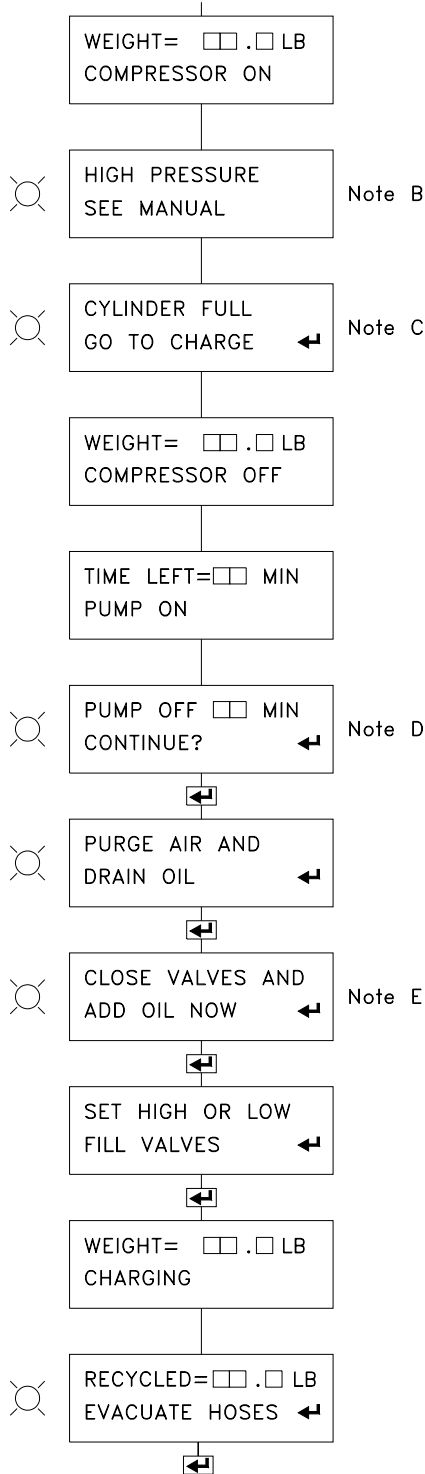 WEIGHT= □□.□ LB
COMPRESSOR ON
HIGH PRESSURE
SEE MANUAL
Note B
CYLINDER FULL
GO TO CHARGE ↵
Note C
WEIGHT= □□.□ LB
COMPRESSOR OFF
TIME LEFT=□□ MIN
PUMP ON
PUMP OFF □□ MIN
CONTINUE? ↵
Note D
↵
PURGE AIR AND
DRAIN OIL ↵
↵
CLOSE VALVES AND
ADD OIL NOW ↵
Note E
↵
SET HIGH OR LOW
FILL VALVES ↵
↵
WEIGHT= □□.□ LB
CHARGING
RECYCLED=□□.□ LB
EVACUATE HOSES ↵
↵